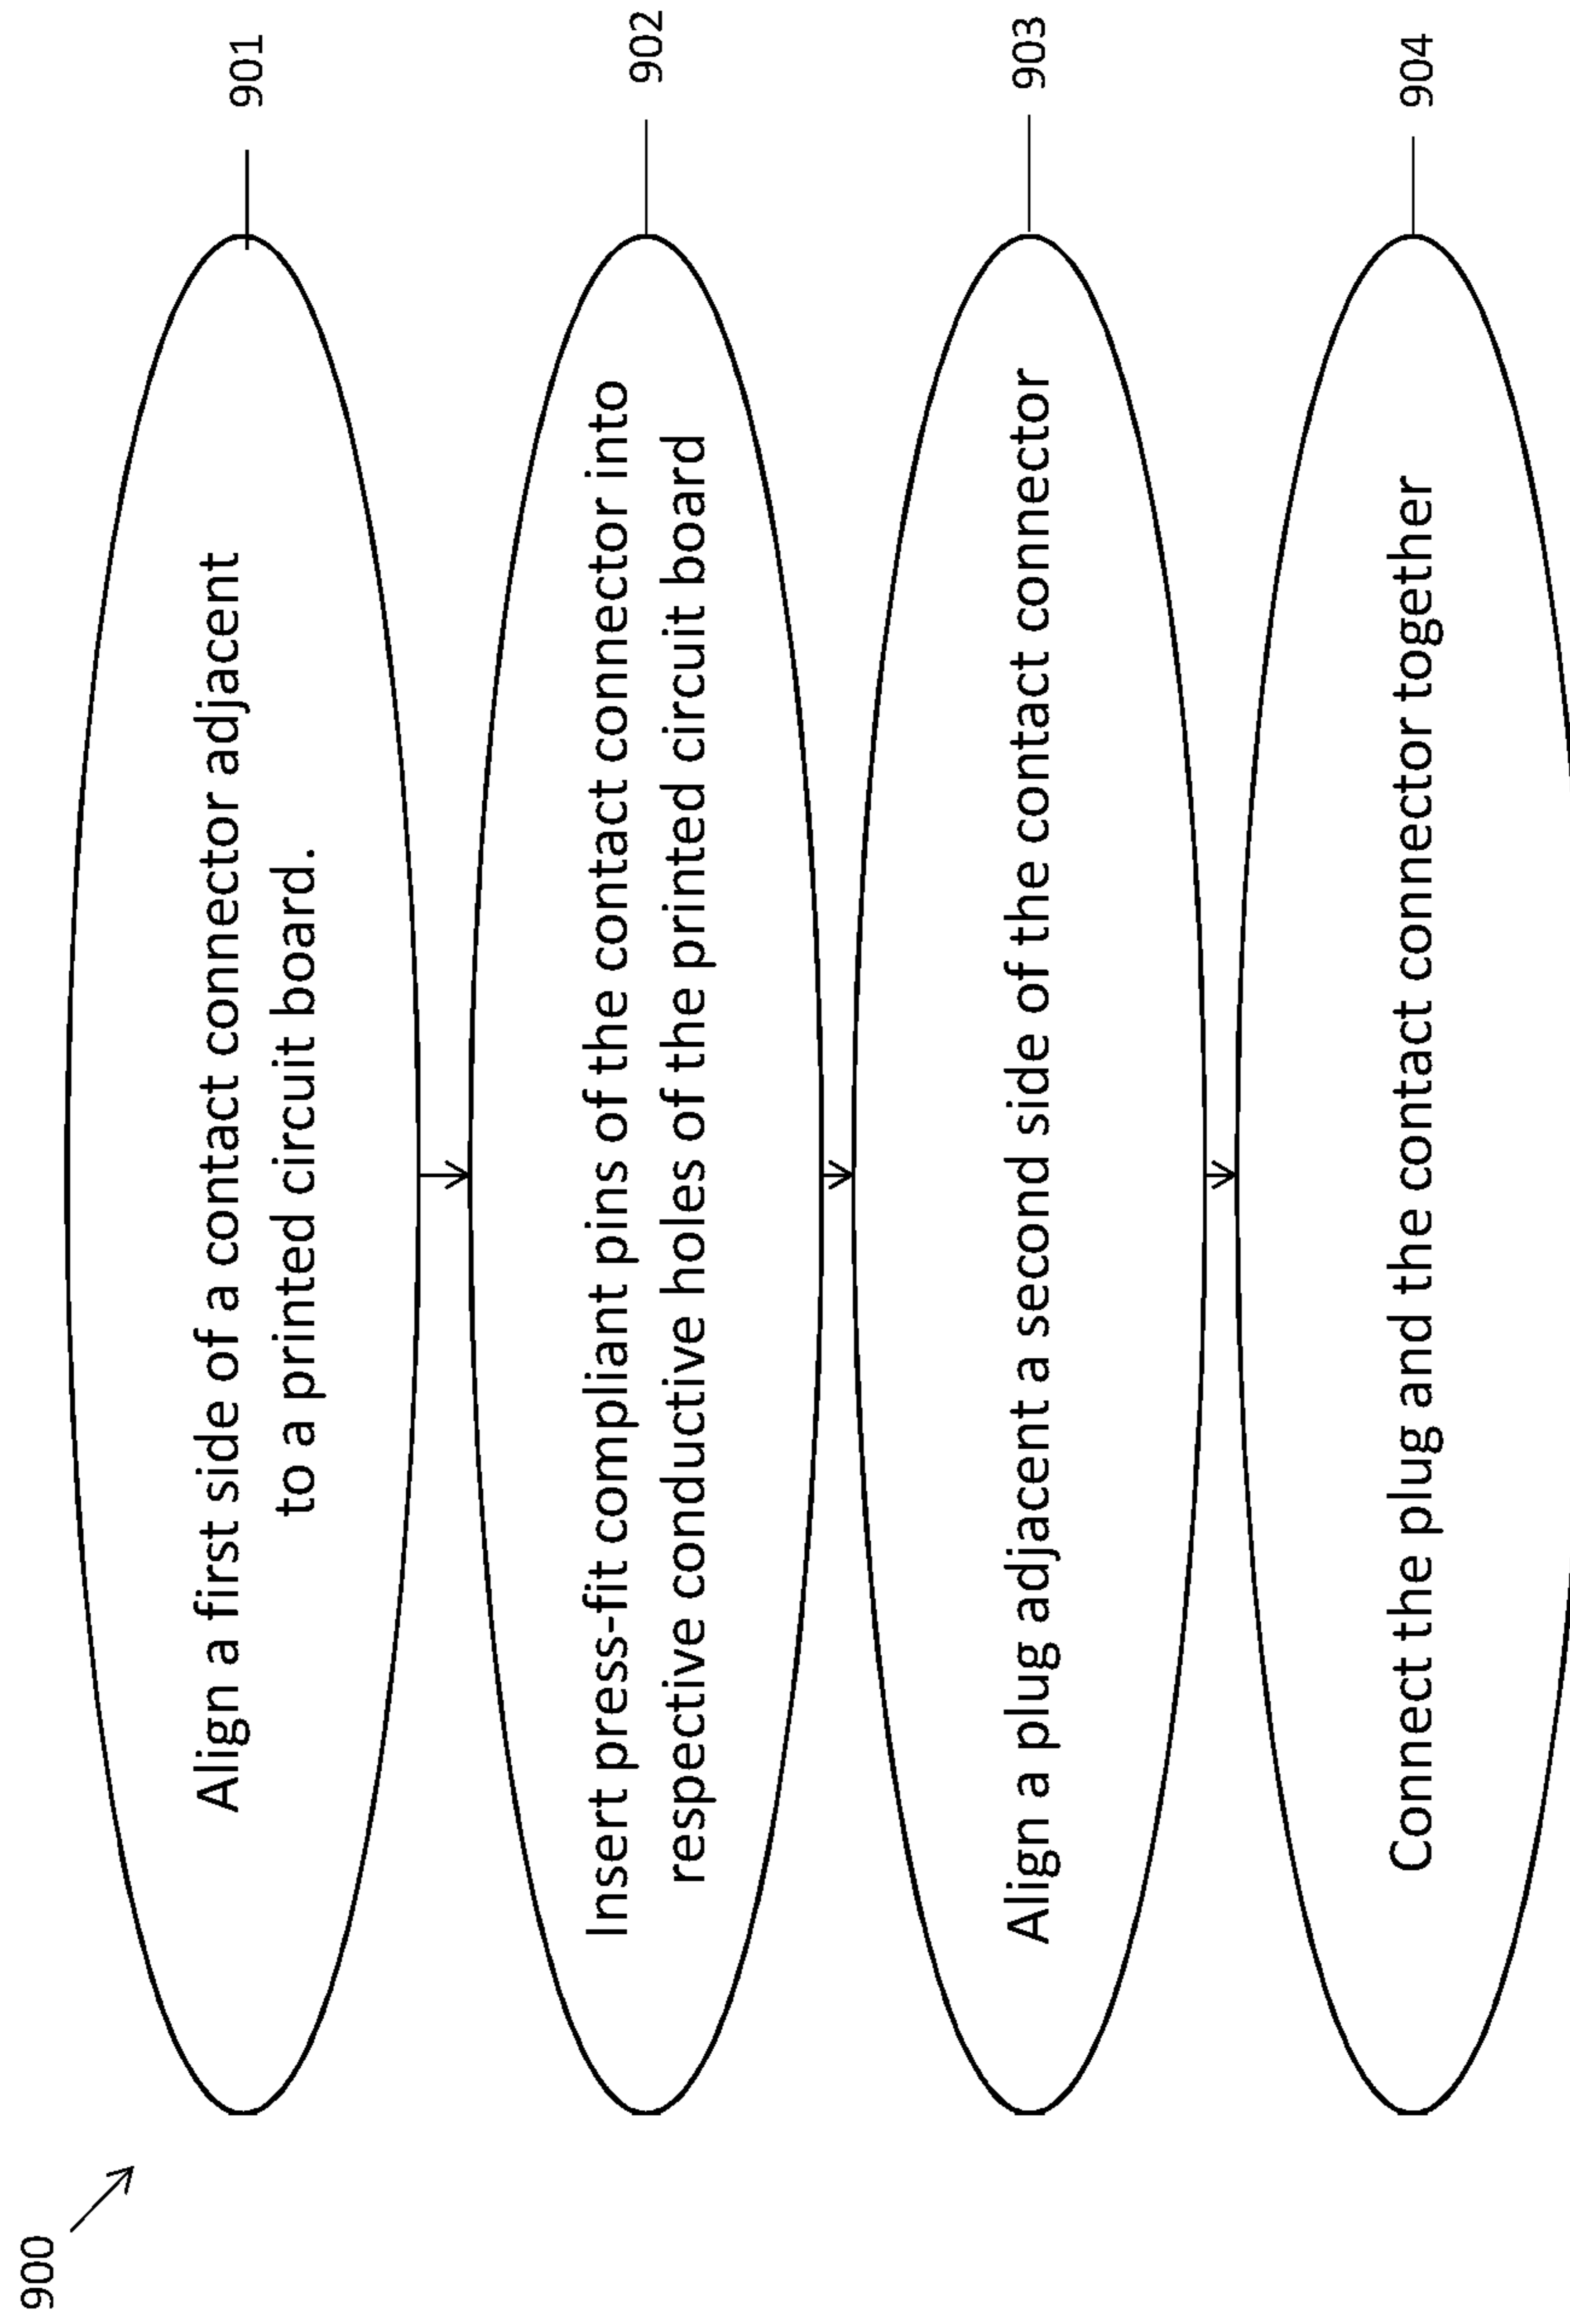 900
Align a first side of a contact connector adjacent
to a printed circuit board.
901
Insert press-fit compliant pins of the contact connector into
respective conductive holes of the printed circuit board
902
Align a plug adjacent a second side of the contact connector
903
Connect the plug and the contact connector together
904